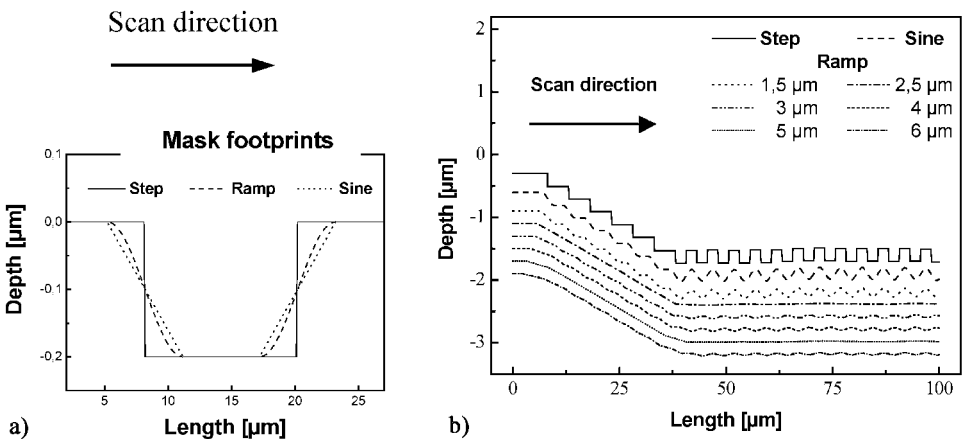 Scan direction
Mask footprints
0,1
Step Ramp Sine
0,0
-0,1
-0,2
Depth [µm]
5 10 15 20 25
Length [µm]
a)
2
1
0
-1
-2
-3
Depth [µm]
Step Sine
Ramp
1,5 µm 2,5 µm
3 µm 4 µm
5 µm 6 µm
Scan direction
0 25 50 75 100
Length [µm]
b)